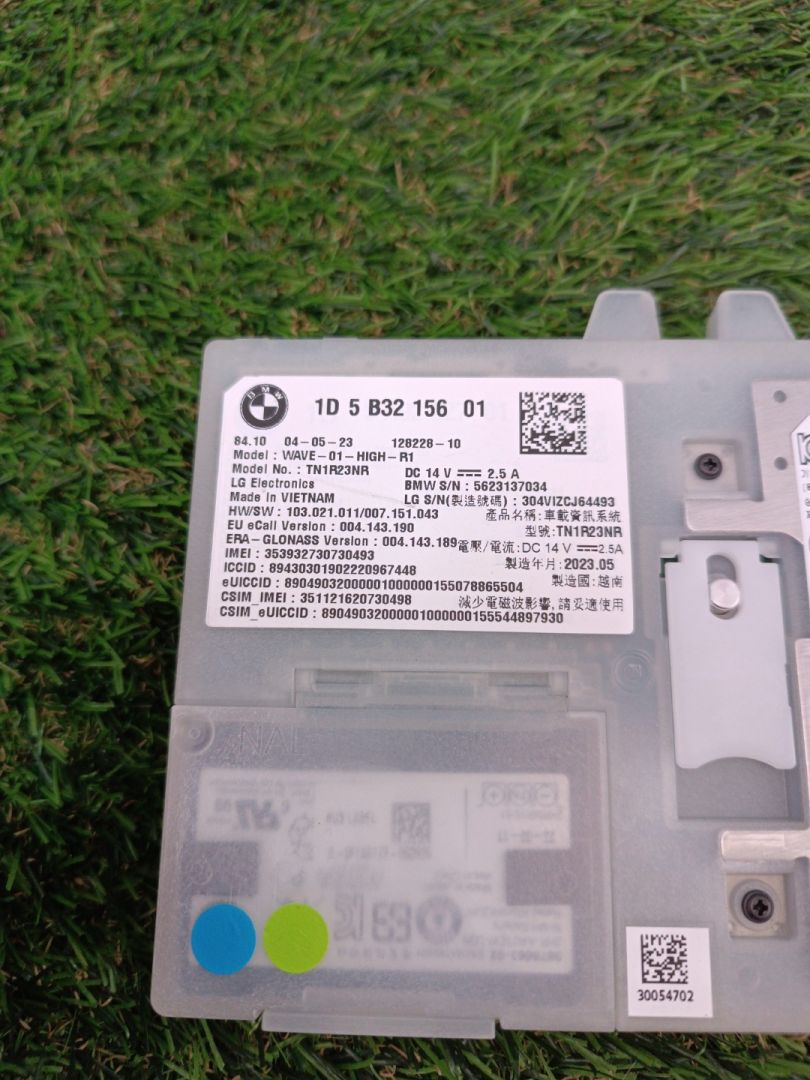 BMW
1D 5 B32 156 01
84.10 04-05-23 128228-10
Model : WAVE-01-HIGH-R1
Model No. : TN1R23NR DC 14 V 2.5 A
LG Electronics BMW S/N : 5623137034
Made in VIETNAM LG S/N(製造號碼) : 304VIZCJ64493
HW/SW : 103.021.011/007.151.043 產品名稱:車載資訊系統
EU eCall Version : 004.143.190 型號:TN1R23NR
ERA-GLONASS Version : 004.143.189 電壓/電流:DC 14 V 2.5A
IMEI : 353932730730493 製造年月:2023.05
ICCID : 89430301902220967448 製造國:越南
eUICCID : 89049032000001000000155078865504
CSIM_IMEI : 351121620730498 減少電磁波影響,請妥適使用
CSIM_eUICCID : 89049032000001000000155544897930
30054702